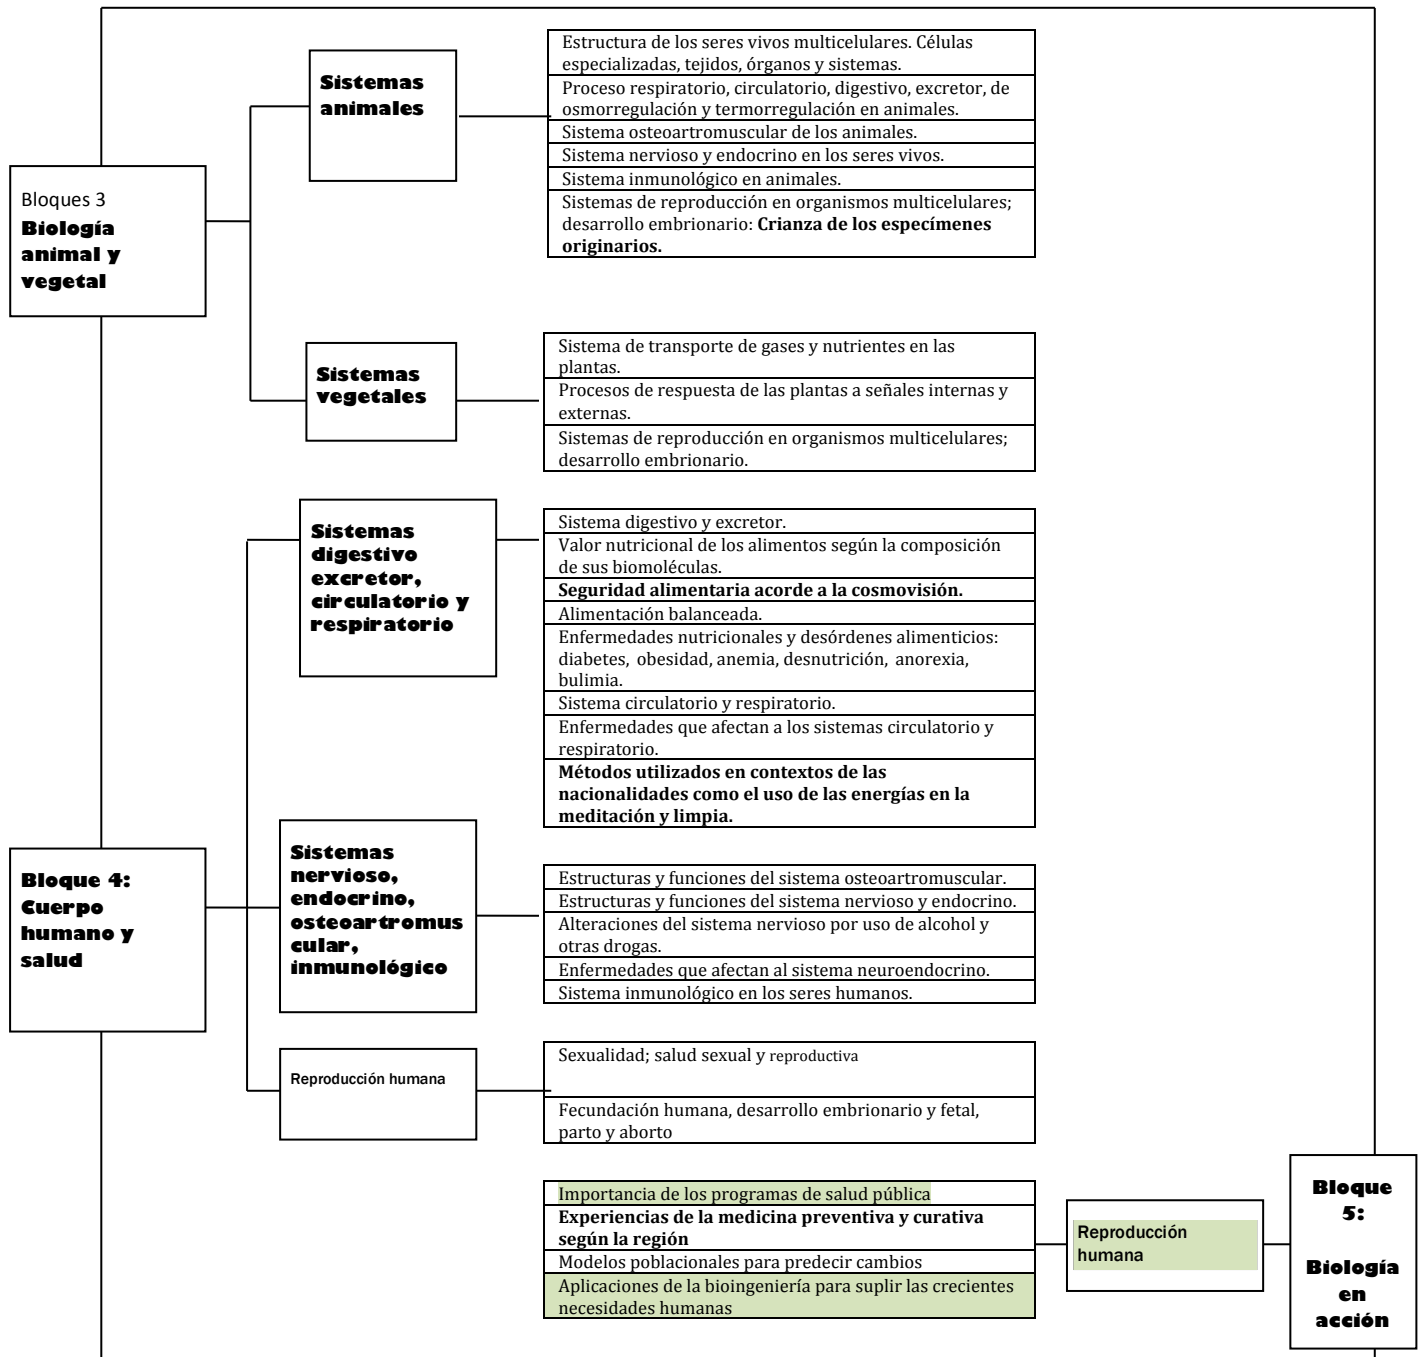 Bloques 3
Biología
animal y
vegetal
Sistemas
animales
Estructura de los seres vivos multicelulares. Células
especializadas, tejidos, órganos y sistemas.
Proceso respiratorio, circulatorio, digestivo, excretor, de
osmorregulación y termorregulación en animales.
Sistema osteoartromuscular de los animales.
Sistema nervioso y endocrino en los seres vivos.
Sistema inmunológico en animales.
Sistemas de reproducción en organismos multicelulares;
desarrollo embrionario: Crianza de los especímenes
originarios.
Sistemas
vegetales
Sistema de transporte de gases y nutrientes en las
plantas.
Procesos de respuesta de las plantas a señales internas y
externas.
Sistemas de reproducción en organismos multicelulares;
desarrollo embrionario.
Bloque 4:
Cuerpo
humano y
salud
Sistemas
digestivo
excretor,
circulatorio y
respiratorio
Sistema digestivo y excretor.
Valor nutricional de los alimentos según la composición
de sus biomoléculas.
Seguridad alimentaria acorde a la cosmovisión.
Alimentación balanceada.
Enfermedades nutricionales y desórdenes alimenticios:
diabetes, obesidad, anemia, desnutrición, anorexia,
bulimia.
Sistema circulatorio y respiratorio.
Enfermedades que afectan a los sistemas circulatorio y
respiratorio.
Métodos utilizados en contextos de las
nacionalidades como el uso de las energías en la
meditación y limpia.
Sistemas
nervioso,
endocrino,
osteoartromus
cular,
inmunológico
Estructuras y funciones del sistema osteoartromuscular.
Estructuras y funciones del sistema nervioso y endocrino.
Alteraciones del sistema nervioso por uso de alcohol y
otras drogas.
Enfermedades que afectan al sistema neuroendocrino.
Sistema inmunológico en los seres humanos.
Reproducción humana
Sexualidad; salud sexual y reproductiva
Fecundación humana, desarrollo embrionario y fetal,
parto y aborto
Importancia de los programas de salud pública
Experiencias de la medicina preventiva y curativa
según la región
Modelos poblacionales para predecir cambios
Aplicaciones de la bioingeniería para suplir las crecientes
necesidades humanas
Reproducción
humana
Bloque
5:
Biología
en
acción